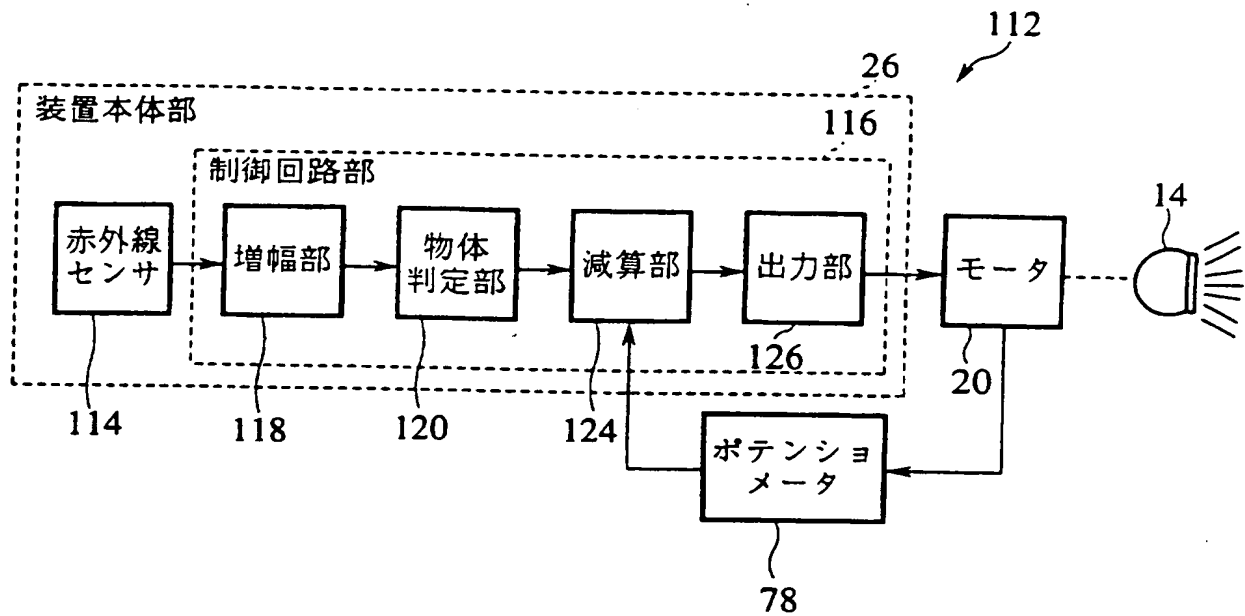 112
26
装置本体部
116
制御回路部
14
赤外線
センサ
増幅部
物体
判定部
減算部
出力部
モータ
126
20
114
118
120
124
ポテンショ
メータ
78